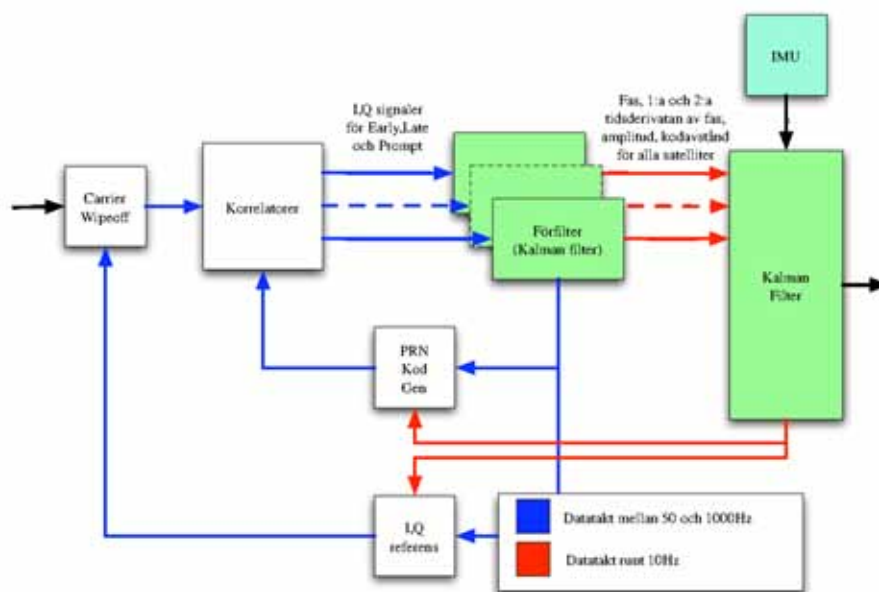 IMU
I,Q signaler
för Early,Late
och Prompt
Fas, 1:a och 2:a
tidsderivatan av fas,
amplitud, kodavstånd
för alla satelliter
Carrier
Wipeoff
Korrelatorer
Förfilter
(Kalman filter)
Kalman
Filter
PRN
Kod
Gen
I,Q
referens
Datatakt mellan 50 och 1000Hz
Datatakt runt 10Hz